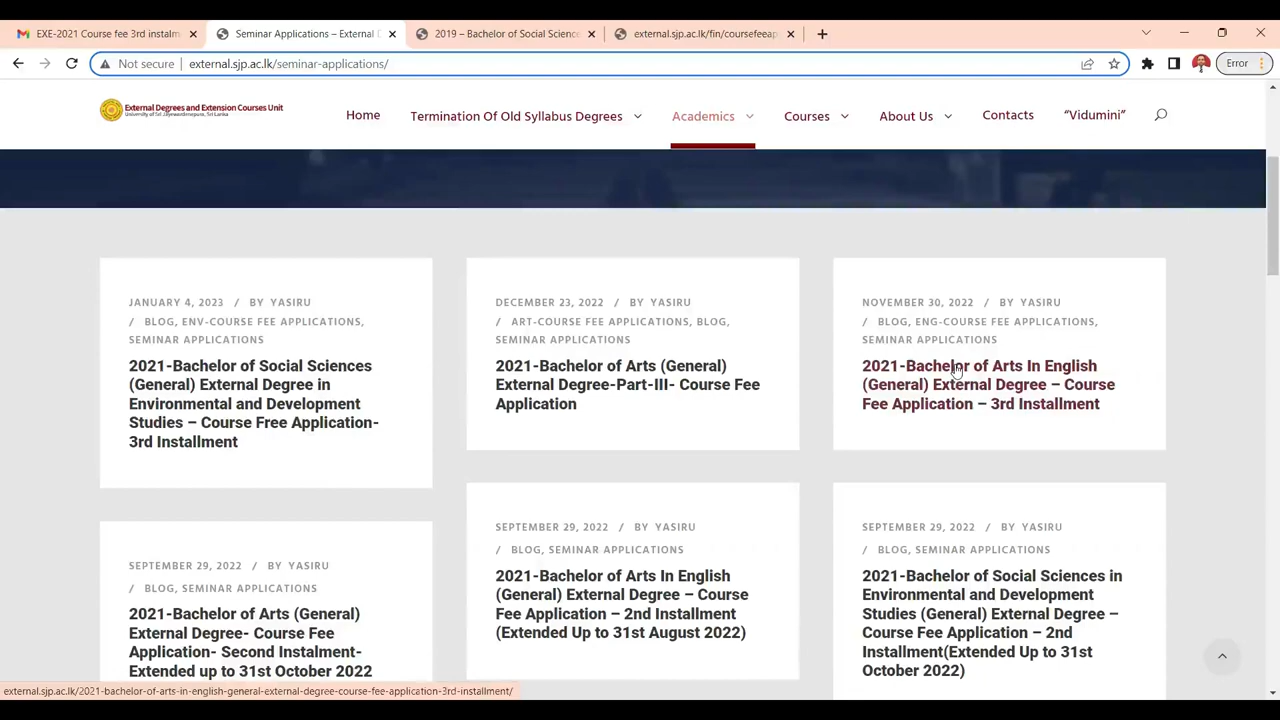 EXE-2021 Course fee 3rd instalm
Seminar Applications – External D
2019 – Bachelor of Social Science
external.sjp.ac.lk/fin/coursefeeap
Not secure
external.sjp.ac.lk/seminar-applications/
Error
External Degrees and Extension Courses Unit
University of Sri Jayewardenepura, Sri Lanka
Home
Termination Of Old Syllabus Degrees
Academics
Courses
About Us
Contacts
“Vidumini”
JANUARY 4, 2023 / BY YASIRU
/ BLOG, ENV-COURSE FEE APPLICATIONS,
SEMINAR APPLICATIONS
2021-Bachelor of Social Sciences
(General) External Degree in
Environmental and Development
Studies – Course Free Application-
3rd Installment
DECEMBER 23, 2022 / BY YASIRU
/ ART-COURSE FEE APPLICATIONS, BLOG,
SEMINAR APPLICATIONS
2021-Bachelor of Arts (General)
External Degree-Part-III- Course Fee
Application
NOVEMBER 30, 2022 / BY YASIRU
/ BLOG, ENG-COURSE FEE APPLICATIONS,
SEMINAR APPLICATIONS
2021-Bachelor of Arts In English
(General) External Degree – Course
Fee Application – 3rd Installment
SEPTEMBER 29, 2022 / BY YASIRU
/ BLOG, SEMINAR APPLICATIONS
2021-Bachelor of Arts (General)
External Degree- Course Fee
Application- Second Instalment-
Extended up to 31st October 2022
SEPTEMBER 29, 2022 / BY YASIRU
/ BLOG, SEMINAR APPLICATIONS
2021-Bachelor of Arts In English
(General) External Degree – Course
Fee Application – 2nd Installment
(Extended Up to 31st August 2022)
SEPTEMBER 29, 2022 / BY YASIRU
/ BLOG, SEMINAR APPLICATIONS
2021-Bachelor of Social Sciences in
Environmental and Development
Studies (General) External Degree –
Course Fee Application – 2nd
Installment(Extended Up to 31st
October 2022)
external.sjp.ac.lk/2021-bachelor-of-arts-in-english-general-external-degree-course-fee-application-3rd-installment/